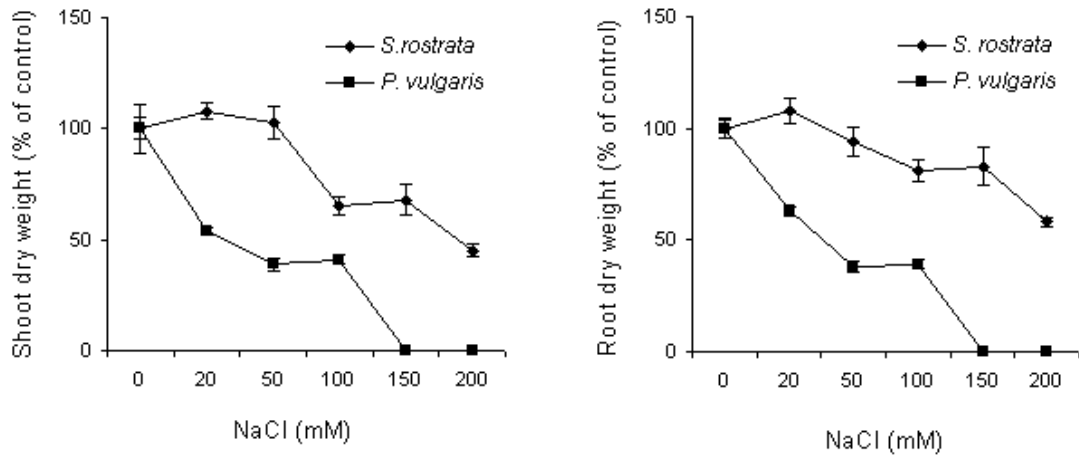 Shoot dry weight (% of control)
150
100
50
0
S.rostrata
P. vulgaris
0 20 50 100 150 200
NaCl (mM)
Root dry weight (% of control)
150
100
50
0
S. rostrata
P. vulgaris
0 20 50 100 150 200
NaCl (mM)